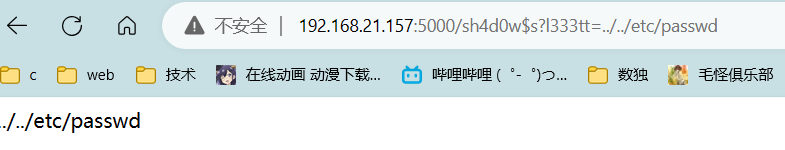 不安全 | 192.168.21.157:5000/sh4d0w$s?l333tt=../../etc/passwd
c web 技术 在线动画 动漫下载... 哔哩哔哩 ( ゜- ゜)つ... 数独 毛怪俱乐部
../../etc/passwd